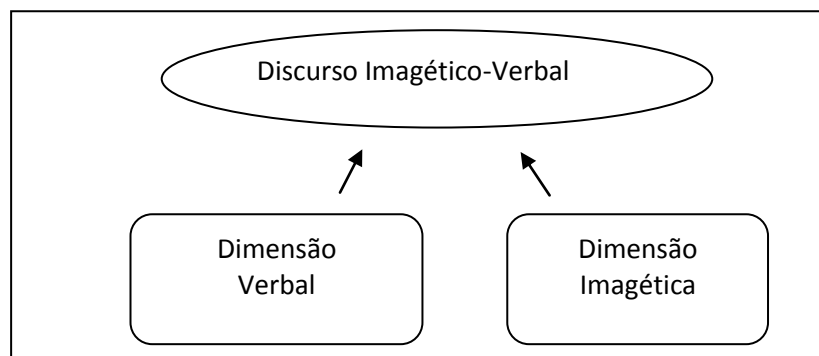 Discurso Imagético-Verbal
Dimensão
Verbal
Dimensão
Imagética